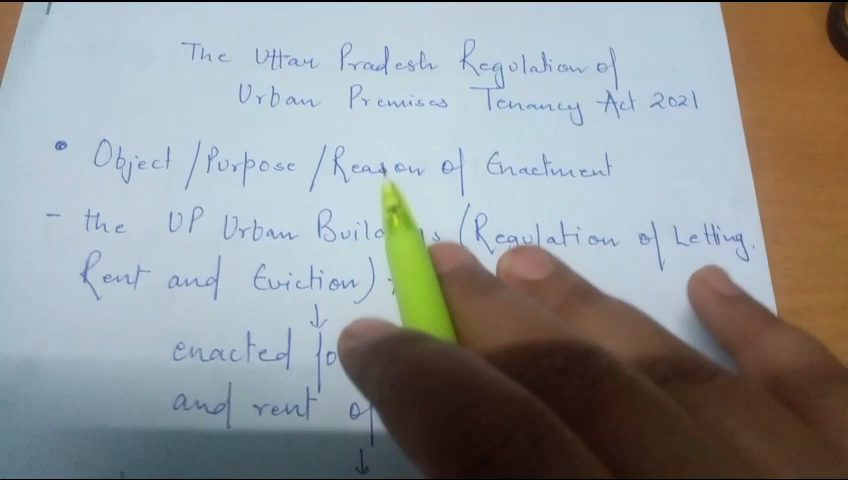 The Uttar Pradesh Regulation of
Urban Premises Tenancy Act 2021
• Object / Purpose / Reason of Enactment
- the UP Urban (Regulation of Letting.
Rent and Eviction)
↓
enacted
and rent of
↓